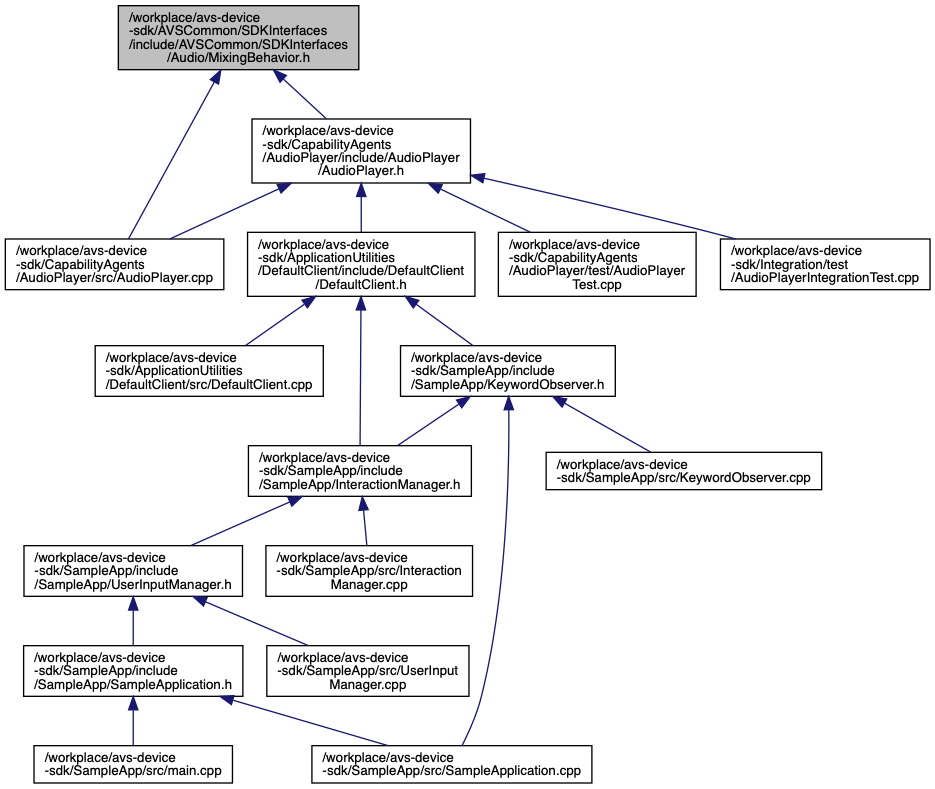 /workplace/avs-device
-sdk/AVSCommon/SDKInterfaces
/include/AVSCommon/SDKInterfaces
/Audio/MixingBehavior.h
/workplace/avs-device
-sdk/CapabilityAgents
/AudioPlayer/include/AudioPlayer
/AudioPlayer.h
/workplace/avs-device
-sdk/CapabilityAgents
/AudioPlayer/src/AudioPlayer.cpp
/workplace/avs-device
-sdk/ApplicationUtilities
/DefaultClient/include/DefaultClient
/DefaultClient.h
/workplace/avs-device
-sdk/CapabilityAgents
/AudioPlayer/test/AudioPlayer
Test.cpp
/workplace/avs-device
-sdk/Integration/test
/AudioPlayerIntegrationTest.cpp
/workplace/avs-device
-sdk/ApplicationUtilities
/DefaultClient/src/DefaultClient.cpp
/workplace/avs-device
-sdk/SampleApp/include
/SampleApp/KeywordObserver.h
/workplace/avs-device
-sdk/SampleApp/include
/SampleApp/InteractionManager.h
/workplace/avs-device
-sdk/SampleApp/src/KeywordObserver.cpp
/workplace/avs-device
-sdk/SampleApp/include
/SampleApp/UserInputManager.h
/workplace/avs-device
-sdk/SampleApp/src/Interaction
Manager.cpp
/workplace/avs-device
-sdk/SampleApp/include
/SampleApp/SampleApplication.h
/workplace/avs-device
-sdk/SampleApp/src/UserInput
Manager.cpp
/workplace/avs-device
-sdk/SampleApp/src/main.cpp
/workplace/avs-device
-sdk/SampleApp/src/SampleApplication.cpp